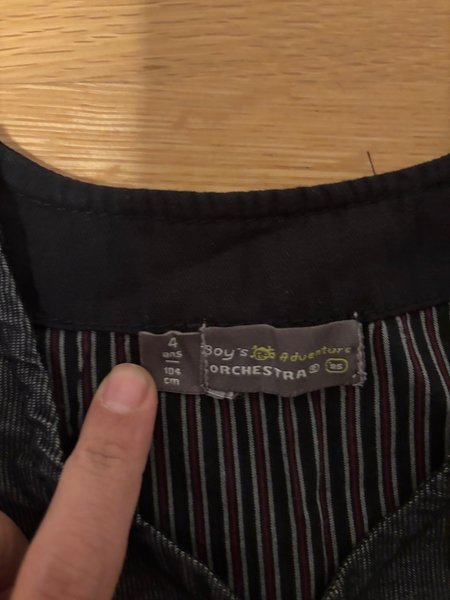 4
ans
104
cm
Boy's Adventure
ORCHESTRA®